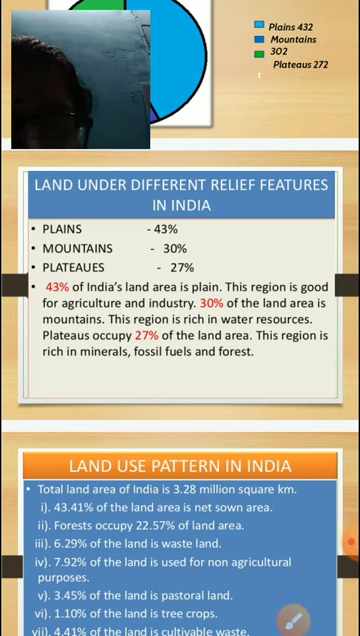 Plains 432
Mountains
302
Plateaus 272
LAND UNDER DIFFERENT RELIEF FEATURES
IN INDIA
• PLAINS - 43%
• MOUNTAINS - 30%
• PLATEAUES - 27%
• 43% of India's land area is plain. This region is good
for agriculture and industry. 30% of the land area is
mountains. This region is rich in water resources.
Plateaus occupy 27% of the land area. This region is
rich in minerals, fossil fuels and forest.
LAND USE PATTERN IN INDIA
• Total land area of India is 3.28 million square km.
i). 43.41% of the land area is net sown area.
ii). Forests occupy 22.57% of land area.
iii). 6.29% of the land is waste land.
iv). 7.92% of the land is used for non agricultural
purposes.
v). 3.45% of the land is pastoral land.
vi). 1.10% of the land is tree crops.
vii). 4.41% of the land is cultivable waste.